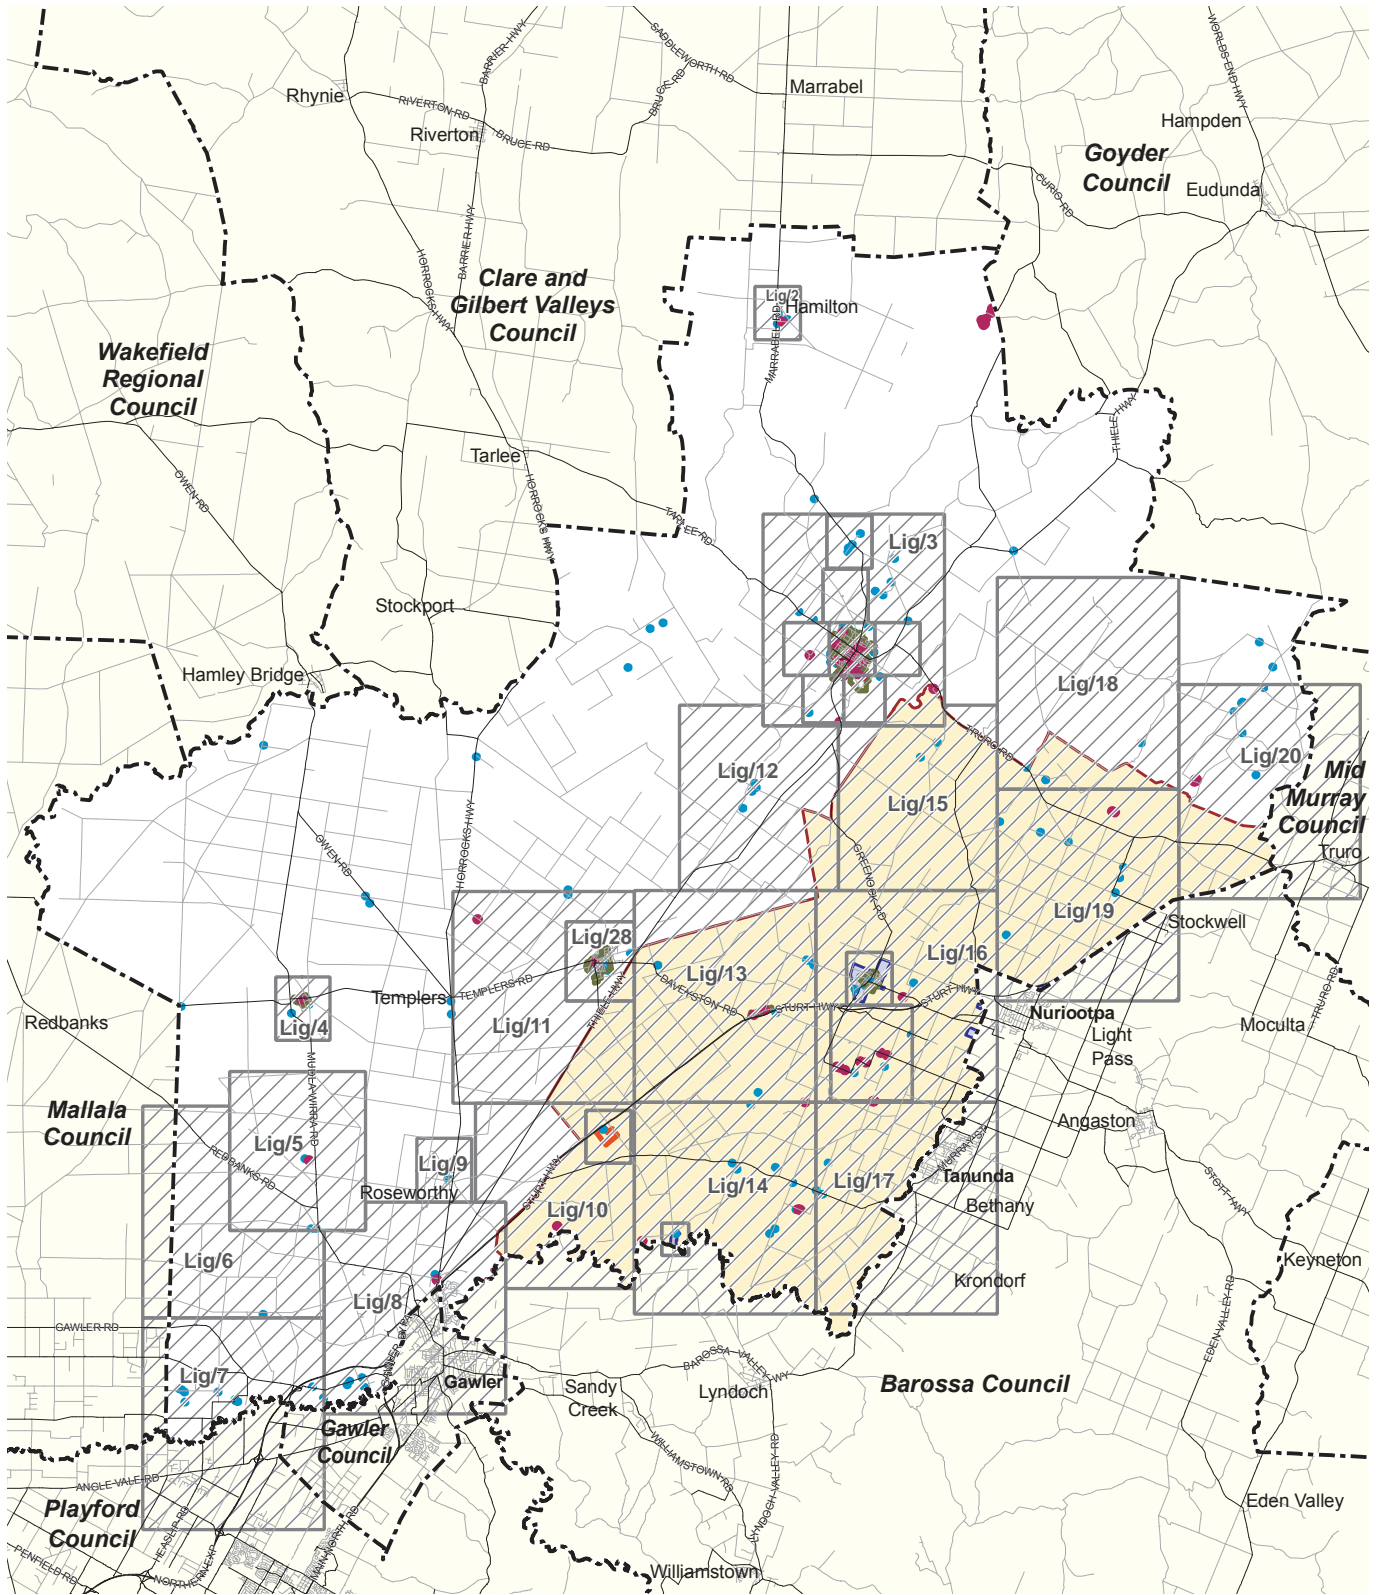 Rhynie
RIVERTON RD
Riverton
BRUCE RD
BARRIER HWY
SADDLEWORTH RD
BRUCE RD
Marrabel
WORLDS END HWY
Hampden
Goyder
Council
Eudunda
CURIO RD
HORROCKS HWY
BARRIER HWY
Clare and
Gilbert Valleys
Council
Lig/2
Hamilton
MARRABEL RD
Wakefield
Regional
Council
THIELE HWY
Tarlee
OWEN RD
HORROCKS HWY
TARLEE RD
Lig/3
Stockport
Hamley Bridge
Lig/18
TRURO RD
Lig/12
Lig/20
Mid
Murray
Council
Lig/15
Truro
OWEN RD
HORROCKS HWY
GREENOCK RD
Lig/19
Stockwell
Lig/28
Lig/16
Lig/13
DAVEYSTON RD
TEMPLERS RD
Templers
THIELE HWY
STURT HWY
STURT HWY
TRURO RD
Redbanks
Lig/4
Lig/11
Nuriootpa
Light
Pass
Moculta
MUDLA WIRRA RD
Mallala
Council
Angaston
Lig/5
REDBANKS RD
Lig/9
Roseworthy
MURRAY ST
Tanunda
Bethany
STOTT HWY
STURT HWY
Lig/14
Lig/17
Lig/10
Lig/6
Krondorf
Keyneton
Lig/8
GAWLER RD
EDEN VALLEY RD
Lig/7
Gawler
BAROSSA VALLEY WY
Sandy
Creek
Lyndoch
Barossa Council
Gawler
Council
WILLIAMSTOWN RD
LYNDOCH VALLEY RD
ANGLE VALE RD
Playford
Council
HEASLIP RD
MAIN NORTH RD
Eden Valley
PENFIELD RD
NORTHERN EXP
Williamstown